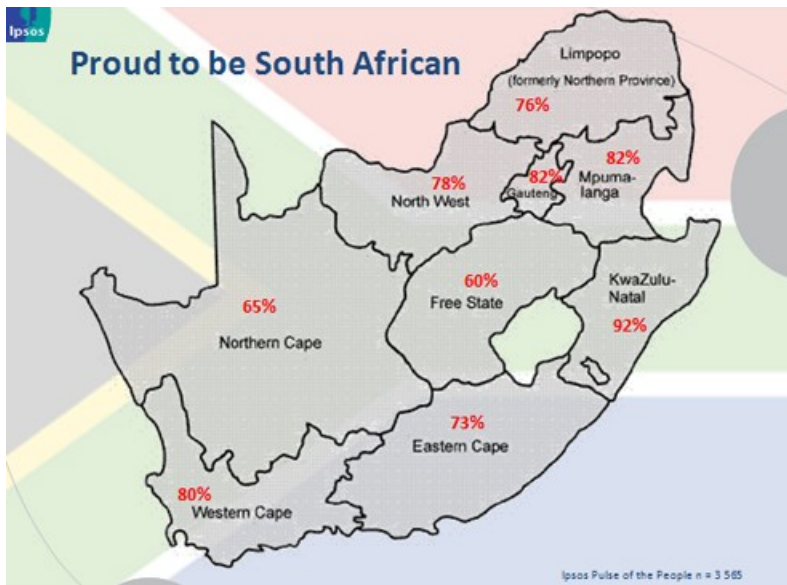 Ipsos
Proud to be South African
Limpopo
(formerly Northern Province)
76%
82%
Mpuma-
langa
82%
Gauteng
78%
North West
60%
Free State
KwaZulu-
Natal
92%
65%
Northern Cape
73%
Eastern Cape
80%
Western Cape
Ipsos Pulse of the People n = 3 565